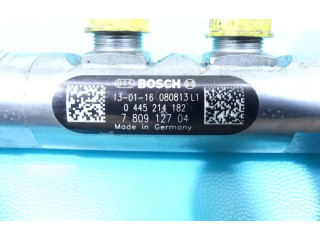 BOSCH
13-01-16 080813 L1
0 445 214 182
7 809 127 04
Made in Germany